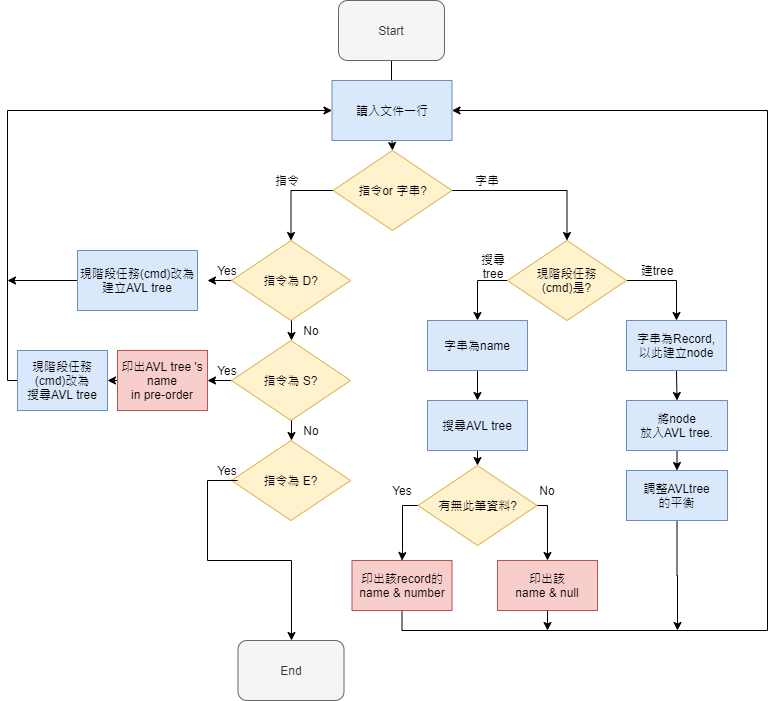 Start
讀入文件一行
指令or 字串?
指令
字串
指令為 D?
Yes
現階段任務(cmd)改為
建立AVL tree
No
指令為 S?
Yes
印出AVL tree 's
name
in pre-order
現階段任務
(cmd)改為
搜尋AVL tree
No
指令為 E?
Yes
End
現階段任務
(cmd)是?
搜尋
tree
建tree
字串為name
搜尋AVL tree
有無此筆資料?
Yes
No
印出該record的
name & number
印出該
name & null
字串為Record,
以此建立node
將node
放入AVL tree.
調整AVLtree
的平衡